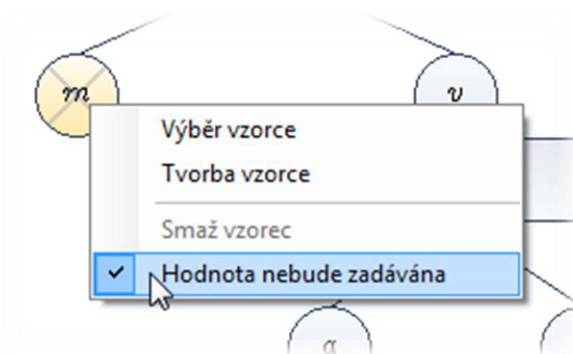 m
v
Výběr vzorce
Tvorba vzorce
Smaž vzorec
Hodnota nebude zadávána